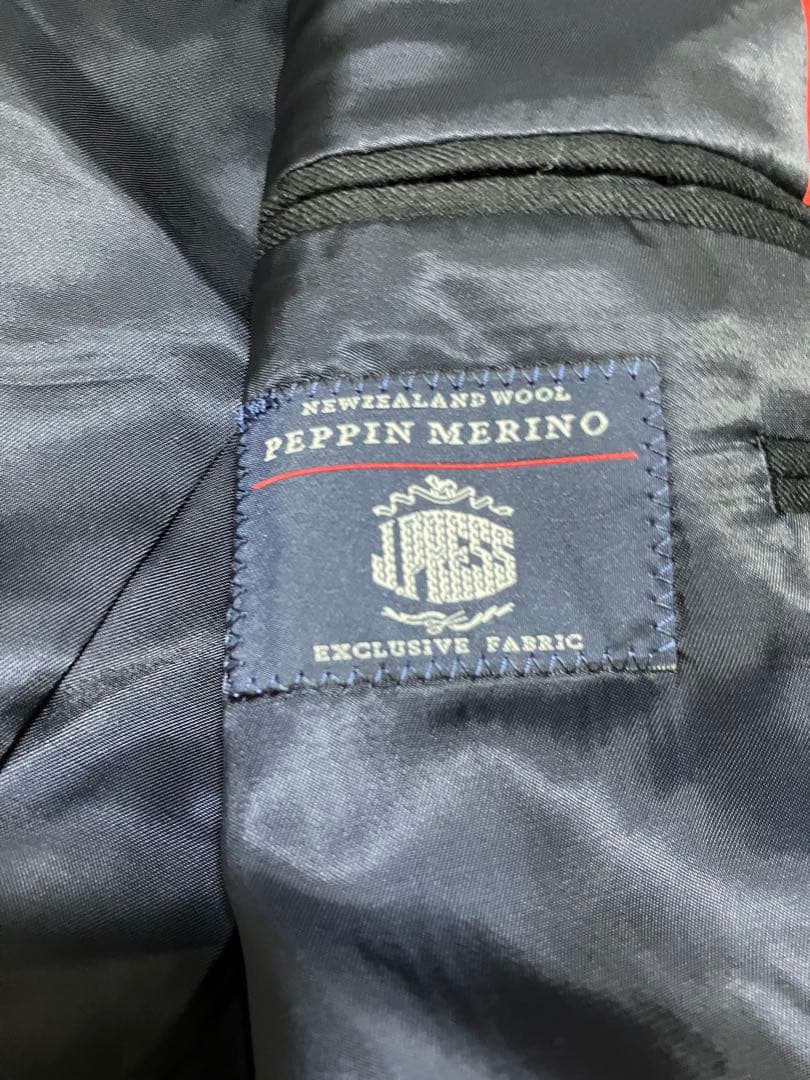 NEWZEALAND WOOL
PEPPIN MERINO
J.PRESS
EXCLUSIVE FABRIC